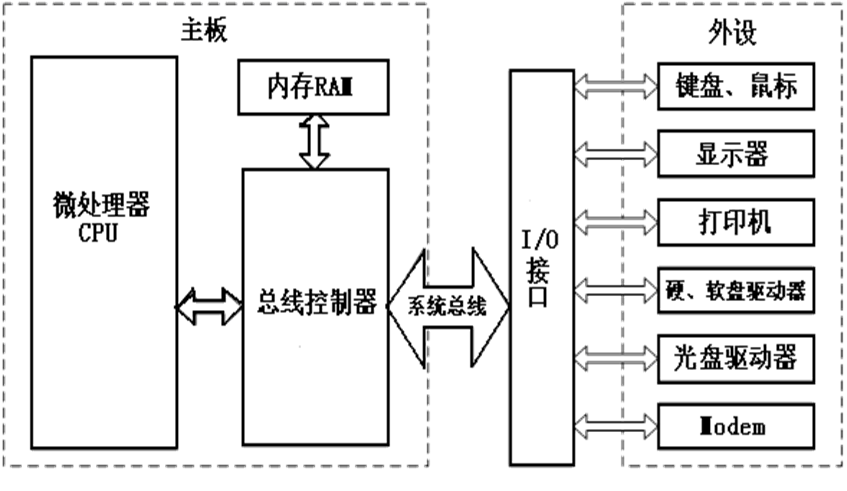 主板
外设
微处理器
CPU
内存RAM
总线控制器
系统总线
I/O
接
口
键盘、鼠标
显示器
打印机
硬、软盘驱动器
光盘驱动器
Modem